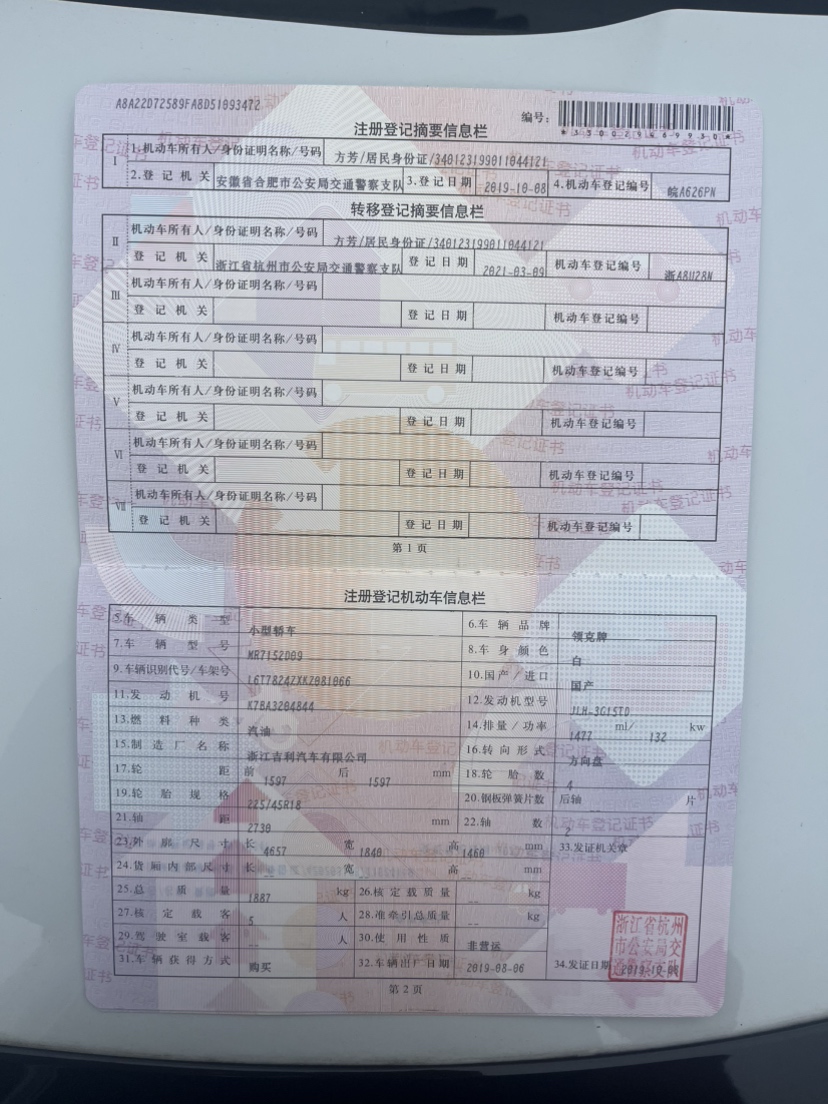 A8A22D72589FA8D51093472
编号：
注册登记摘要信息栏
I 1.机动车所有人/身份证明名称/号码 方芳/居民身份证/340123199011044121
2.登记机关 安徽省合肥市公安局交通警察支队 3.登记日期 2019-10-08 4.机动车登记编号 皖A626PN
转移登记摘要信息栏
II 机动车所有人/身份证明名称/号码 方芳/居民身份证/340123199011044121
登记机关 浙江省杭州市公安局交通警察支队 登记日期 2021-03-09 机动车登记编号 浙A8U28N
III 机动车所有人/身份证明名称/号码
登记机关 登记日期 机动车登记编号
IV 机动车所有人/身份证明名称/号码
登记机关 登记日期 机动车登记编号
V 机动车所有人/身份证明名称/号码
登记机关 登记日期 机动车登记编号
VI 机动车所有人/身份证明名称/号码
登记机关 登记日期 机动车登记编号
VII 机动车所有人/身份证明名称/号码
登记机关 登记日期 机动车登记编号
第1页
注册登记机动车信息栏
5.车辆类型 小型轿车 6.车辆品牌 领克牌
7.车辆型号 MR7152D09 8.车身颜色 白
9.车辆识别代号/车架号 L6T7824ZXKZ081066 10.国产/进口 国产
11.发动机号 K7BA3204844 12.发动机型号 JLH-3G15TD
13.燃料种类 汽油 14.排量/功率 1477 ml/ 132 kw
15.制造厂名称 浙江吉利汽车有限公司 16.转向形式 方向盘
17.轮距 前 1597 后 1597 mm 18.轮胎数 4
19.轮胎规格 225/45R18 20.钢板弹簧片数 后轴 -- 片
21.轴距 2730 mm 22.轴数 2
23.外廓尺寸 长 4657 宽 1840 高 1460 mm 33.发证机关章
24.货厢内部尺寸 长 -- 宽 -- 高 -- mm
25.总质量 1887 kg 26.核定载质量 -- kg
27.核定载客 5 人 28.准牵引总质量 -- kg
29.驾驶室载客 -- 人 30.使用性质 非营运
31.车辆获得方式 购买 32.车辆出厂日期 2019-08-06 34.发证日期 2019-10-08
浙江省杭州
市公安局交
第2页